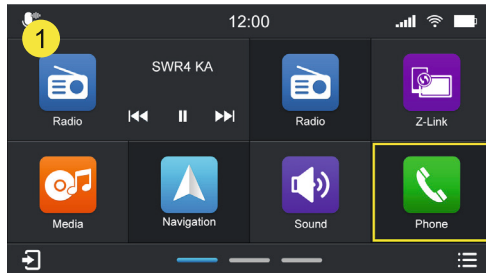 1
12:00
SWR4 KA
Radio
Radio
Z-Link
Media
Navigation
Sound
Phone